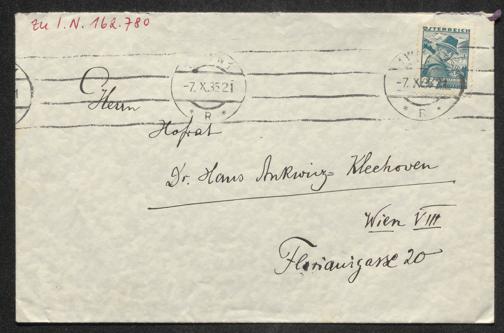 zu I.N. 162.780
ÖSTERREICH
-7.X.35 21
* R *
-7.X.35 21
* R *
Herrn
Hofrat
Dr. Hans Ankwicz-Kleehoven
Wien VIII
Florianigasse 20